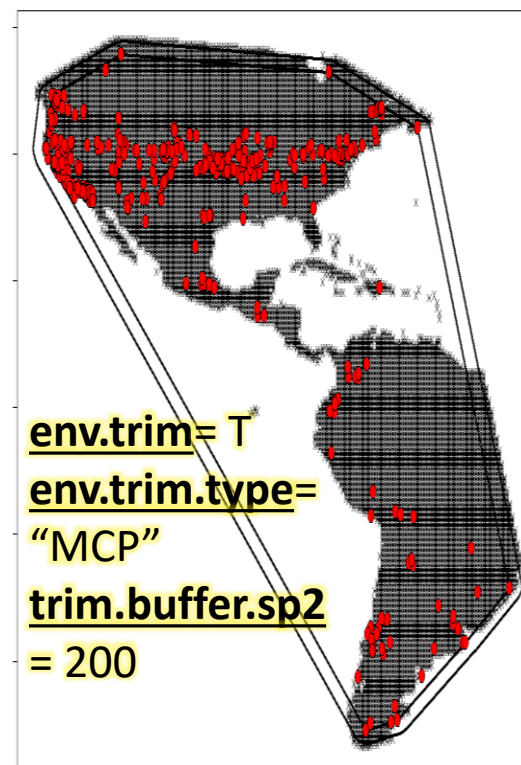 env.trim= T
env.trim.type=
“MCP”
trim.buffer.sp2
= 200